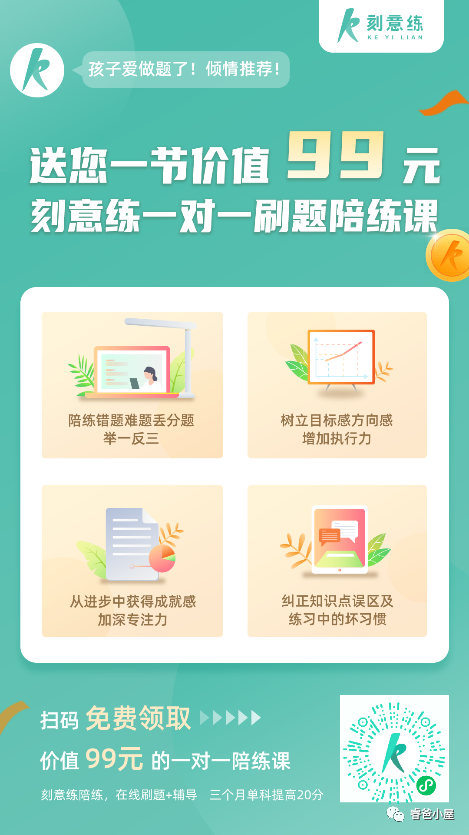 刻意练
KE YI LIAN
孩子爱做题了！倾情推荐！
送您一节价值 99 元
刻意练一对一刷题陪练课
陪练错题难题丢分题
举一反三
树立目标感方向感
增加执行力
从进步中获得成就感
加深专注力
纠正知识点误区及
练习中的坏习惯
扫码 免费领取
价值 99元 的一对一陪练课
刻意练陪练，在线刷题+辅导 三个月单科提高20分
睿爸小屋